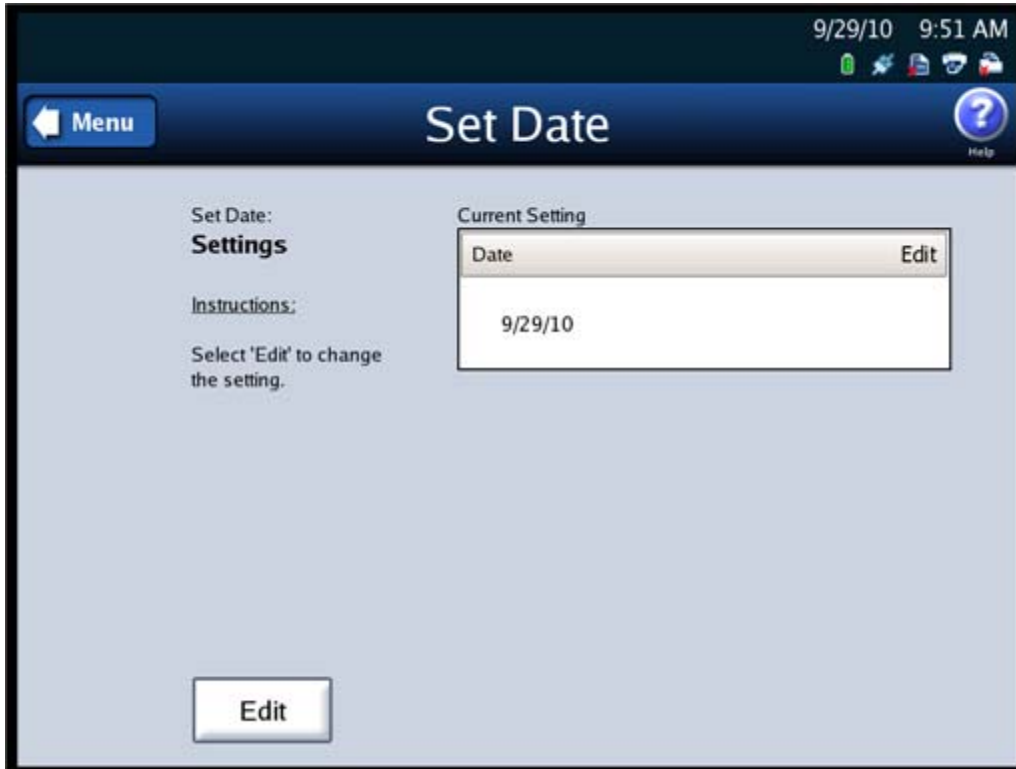 9/29/10 9:51 AM
Menu
Set Date
Help
Set Date:
Settings
Instructions:
Select 'Edit' to change
the setting.
Current Setting
Date Edit
9/29/10
Edit